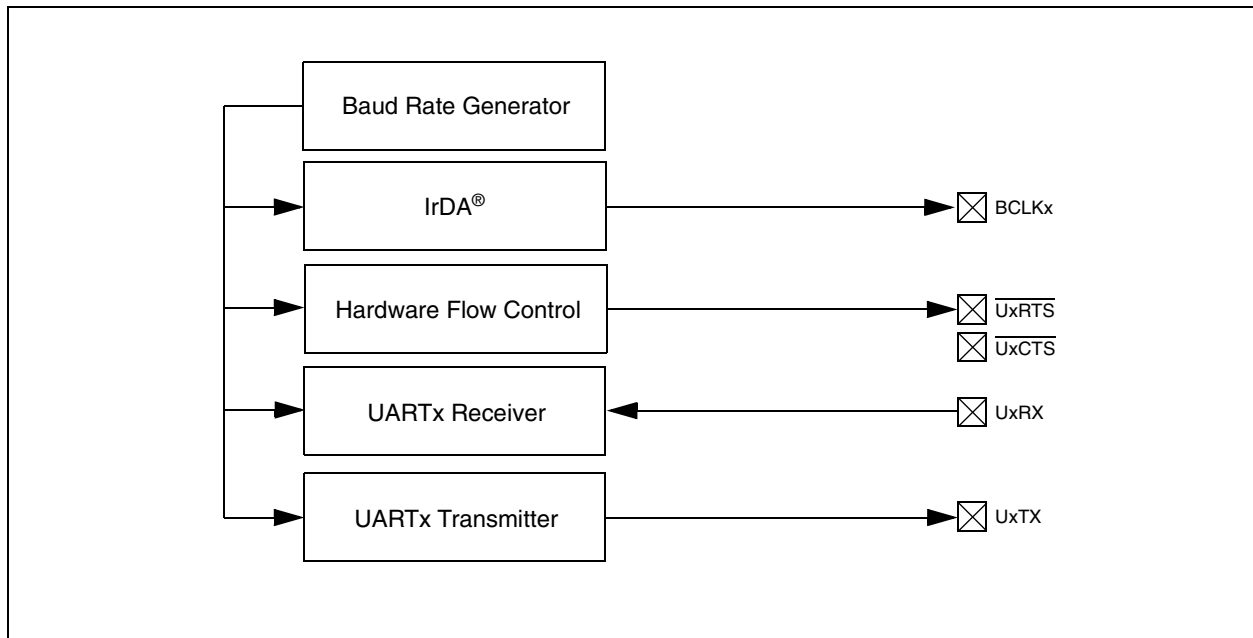 Baud Rate Generator
IrDA®
BCLKx
Hardware Flow Control
UxRTS
UxCTS
UARTx Receiver
UxRX
UARTx Transmitter
UxTX